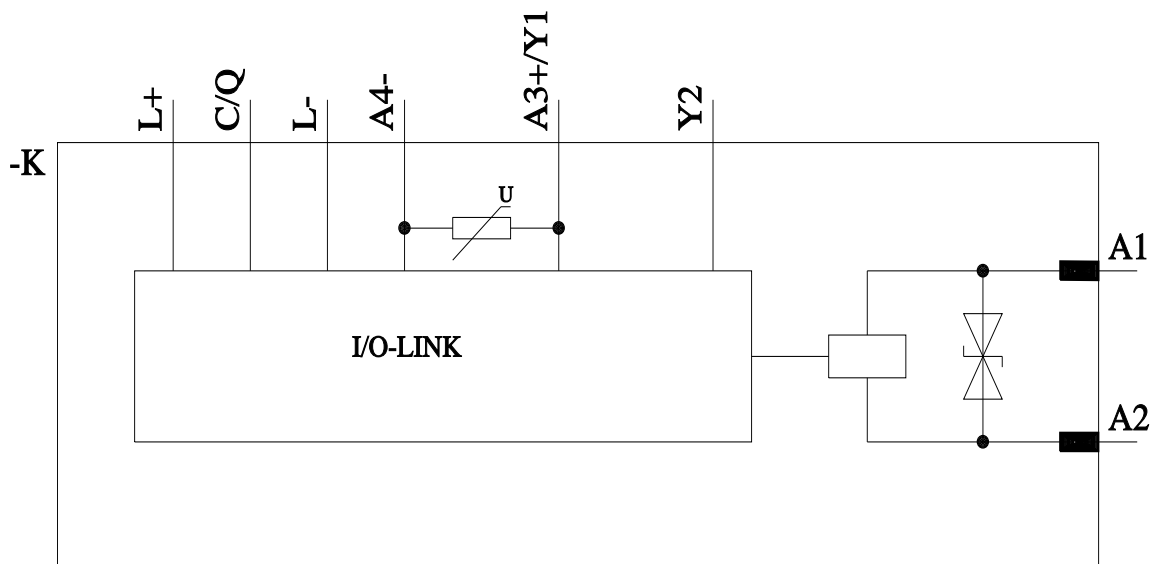 L+
C/Q
L-
A4-
A3+/Y1
Y2
-K
U
A1
I/O-LINK
A2